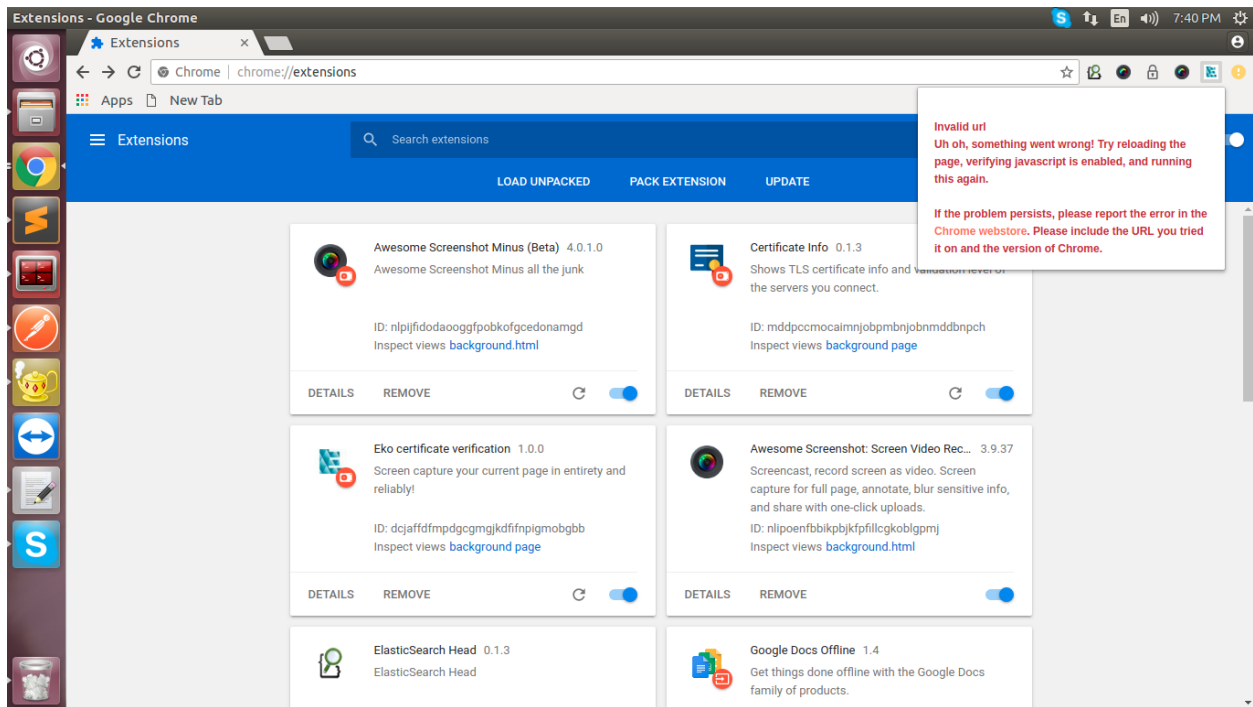 Extensions - Google Chrome
En
7:40 PM
Extensions
Chrome
chrome://extensions
Apps
New Tab
Extensions
Search extensions
LOAD UNPACKED
PACK EXTENSION
UPDATE
Invalid url
Uh oh, something went wrong! Try reloading the
page, verifying javascript is enabled, and running
this again.
If the problem persists, please report the error in the
Chrome webstore. Please include the URL you tried
it on and the version of Chrome.
Awesome Screenshot Minus (Beta) 4.0.1.0
Awesome Screenshot Minus all the junk
ID: nlpijfidodaooggfpobkofgcedonamgd
Inspect views background.html
DETAILS
REMOVE
Certificate Info 0.1.3
Shows TLS certificate info and validation level of
the servers you connect.
ID: mddpccmocaimnjobpmbnjobnmddbnpch
Inspect views background page
DETAILS
REMOVE
Eko certificate verification 1.0.0
Screen capture your current page in entirety and
reliably!
ID: dcjaffdfmpdgcgmgjkdfifnpigmobgbb
Inspect views background page
DETAILS
REMOVE
Awesome Screenshot: Screen Video Rec... 3.9.37
Screencast, record screen as video. Screen
capture for full page, annotate, blur sensitive info,
and share with one-click uploads.
ID: nlipoenfbbikpbjkfpfillcgkoblgpmj
Inspect views background.html
DETAILS
REMOVE
ElasticSearch Head 0.1.3
ElasticSearch Head
Google Docs Offline 1.4
Get things done offline with the Google Docs
family of products.